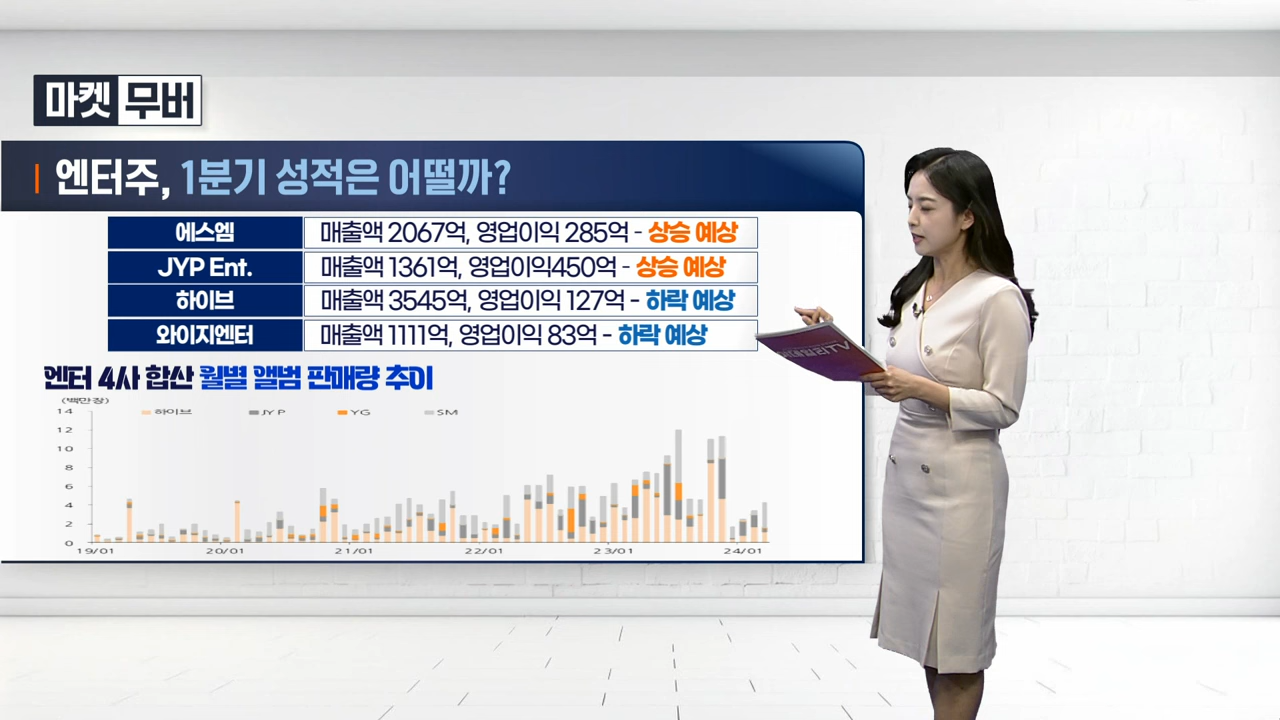 마켓 무버
엔터주, 1분기 성적은 어떨까?
에스엠 매출액 2067억, 영업이익 285억 - 상승 예상
JYP Ent. 매출액 1361억, 영업이익450억 - 상승 예상
하이브 매출액 3545억, 영업이익 127억 - 하락 예상
와이지엔터 매출액 1111억, 영업이익 83억 - 하락 예상
엔터 4사 합산 월별 앨범 판매량 추이
(백만 장)
하이브 JYP YG SM
14
12
10
8
6
4
2
0
19/01 20/01 21/01 22/01 23/01 24/01
이데일리TV